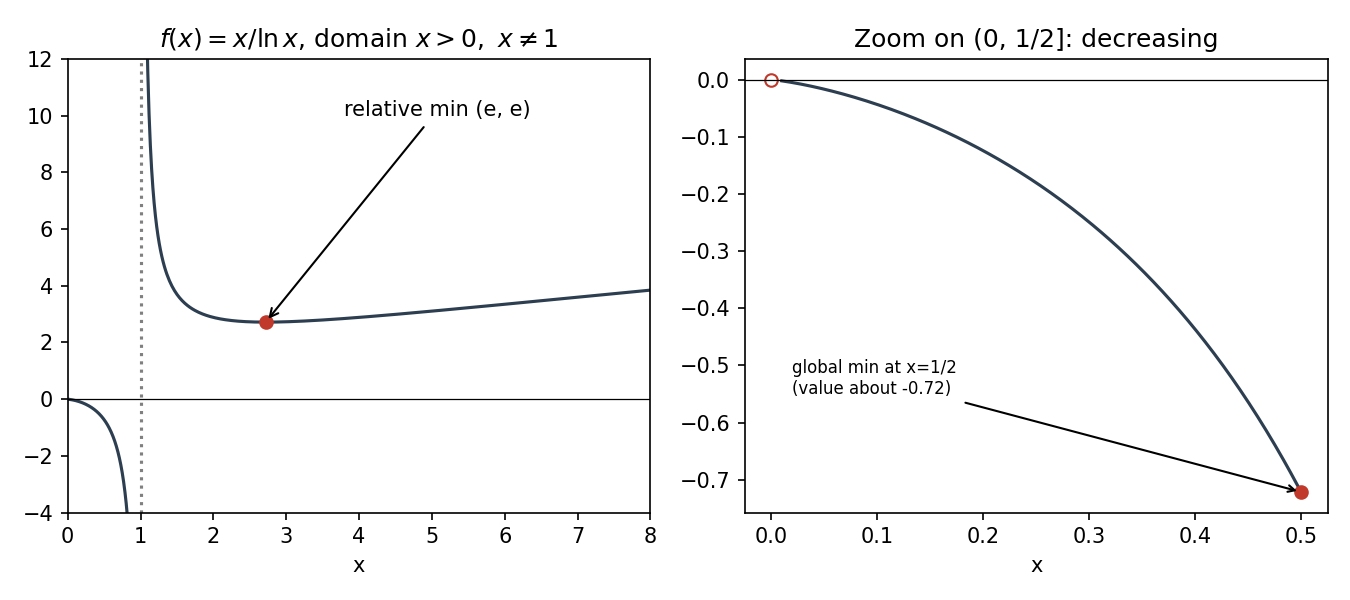 f(x) = x/ln x, domain x > 0, x ≠ 1
12
10
8
6
4
2
0
−2
−4
relative min (e, e)
0 1 2 3 4 5 6 7 8
x
Zoom on (0, 1/2]: decreasing
0.0
−0.1
−0.2
−0.3
−0.4
−0.5
−0.6
−0.7
global min at x=1/2
(value about -0.72)
0.0 0.1 0.2 0.3 0.4 0.5
x